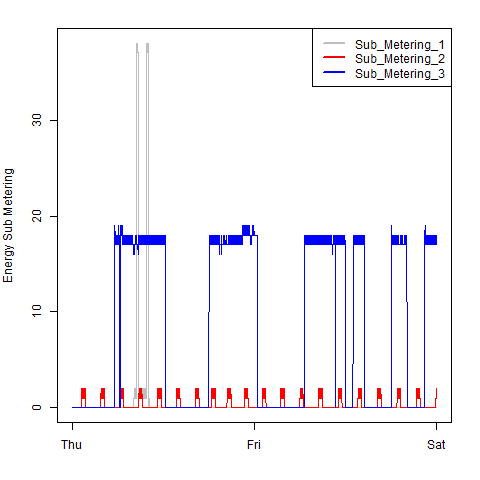 Sub_Metering_1
Sub_Metering_2
Sub_Metering_3
Energy Sub Metering
30
20
10
0
Thu Fri Sat